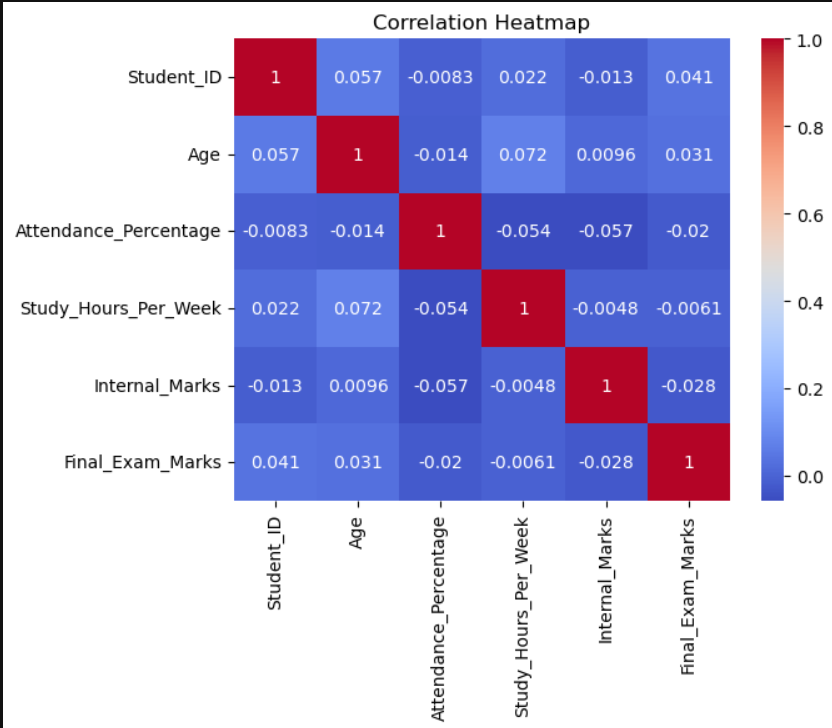 Correlation Heatmap
Student_ID 1 0.057 -0.0083 0.022 -0.013 0.041
Age 0.057 1 -0.014 0.072 0.0096 0.031
Attendance_Percentage -0.0083 -0.014 1 -0.054 -0.057 -0.02
Study_Hours_Per_Week 0.022 0.072 -0.054 1 -0.0048 -0.0061
Internal_Marks -0.013 0.0096 -0.057 -0.0048 1 -0.028
Final_Exam_Marks 0.041 0.031 -0.02 -0.0061 -0.028 1
Student_ID
Age
Attendance_Percentage
Study_Hours_Per_Week
Internal_Marks
Final_Exam_Marks
1.0
0.8
0.6
0.4
0.2
0.0